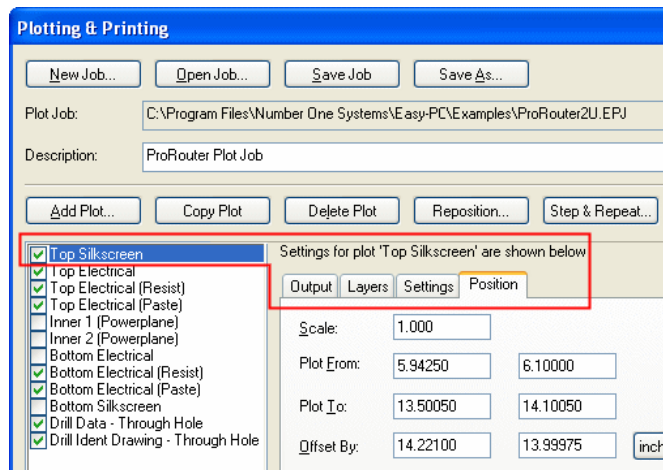 Plotting & Printing
New Job... Open Job... Save Job Save As...
Plot Job: C:\Program Files\Number One Systems\Easy-PC\Examples\ProRouter2U.EPJ
Description: ProRouter Plot Job
Add Plot... Copy Plot Delete Plot Reposition... Step & Repeat...
Top Silkscreen
Top Electrical
Top Electrical (Resist)
Top Electrical (Paste)
Inner 1 (Powerplane)
Inner 2 (Powerplane)
Bottom Electrical
Bottom Electrical (Resist)
Bottom Electrical (Paste)
Bottom Silkscreen
Drill Data - Through Hole
Drill Ident Drawing - Through Hole
Settings for plot 'Top Silkscreen' are shown below
Output Layers Settings Position
Scale: 1.000
Plot From: 5.94250 6.10000
Plot To: 13.50050 14.10050
Offset By: 14.22100 13.99975 inch